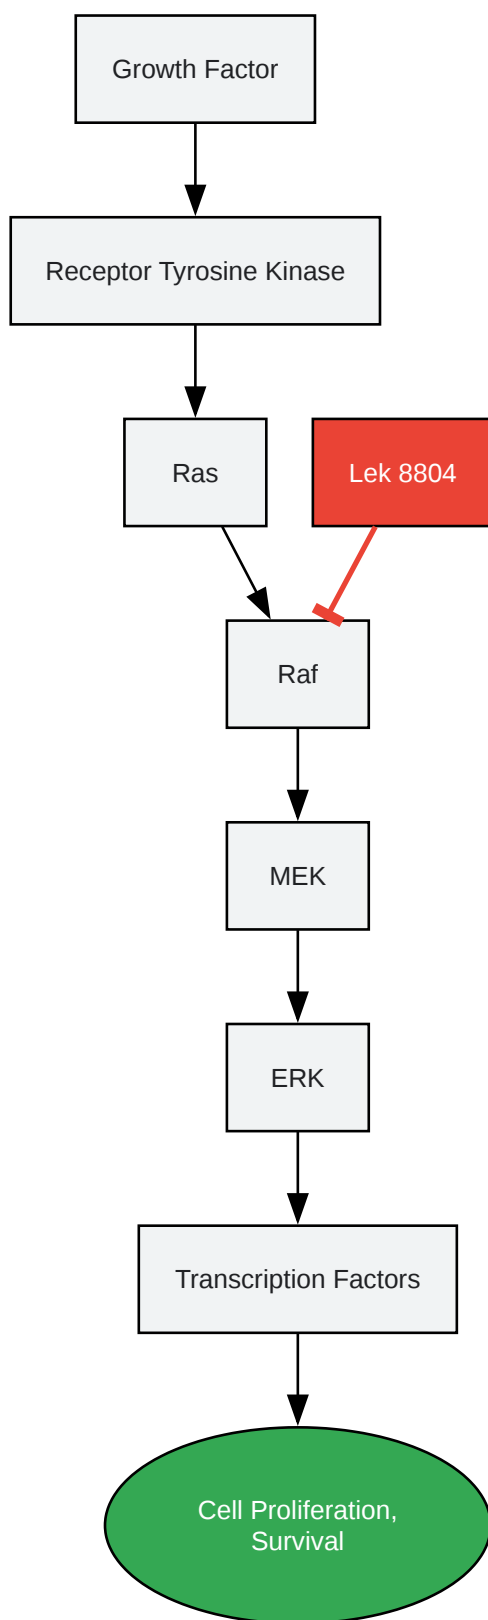 Growth Factor
Receptor Tyrosine Kinase
Ras
Lek 8804
Raf
MEK
ERK
Transcription Factors
Cell Proliferation,
Survival